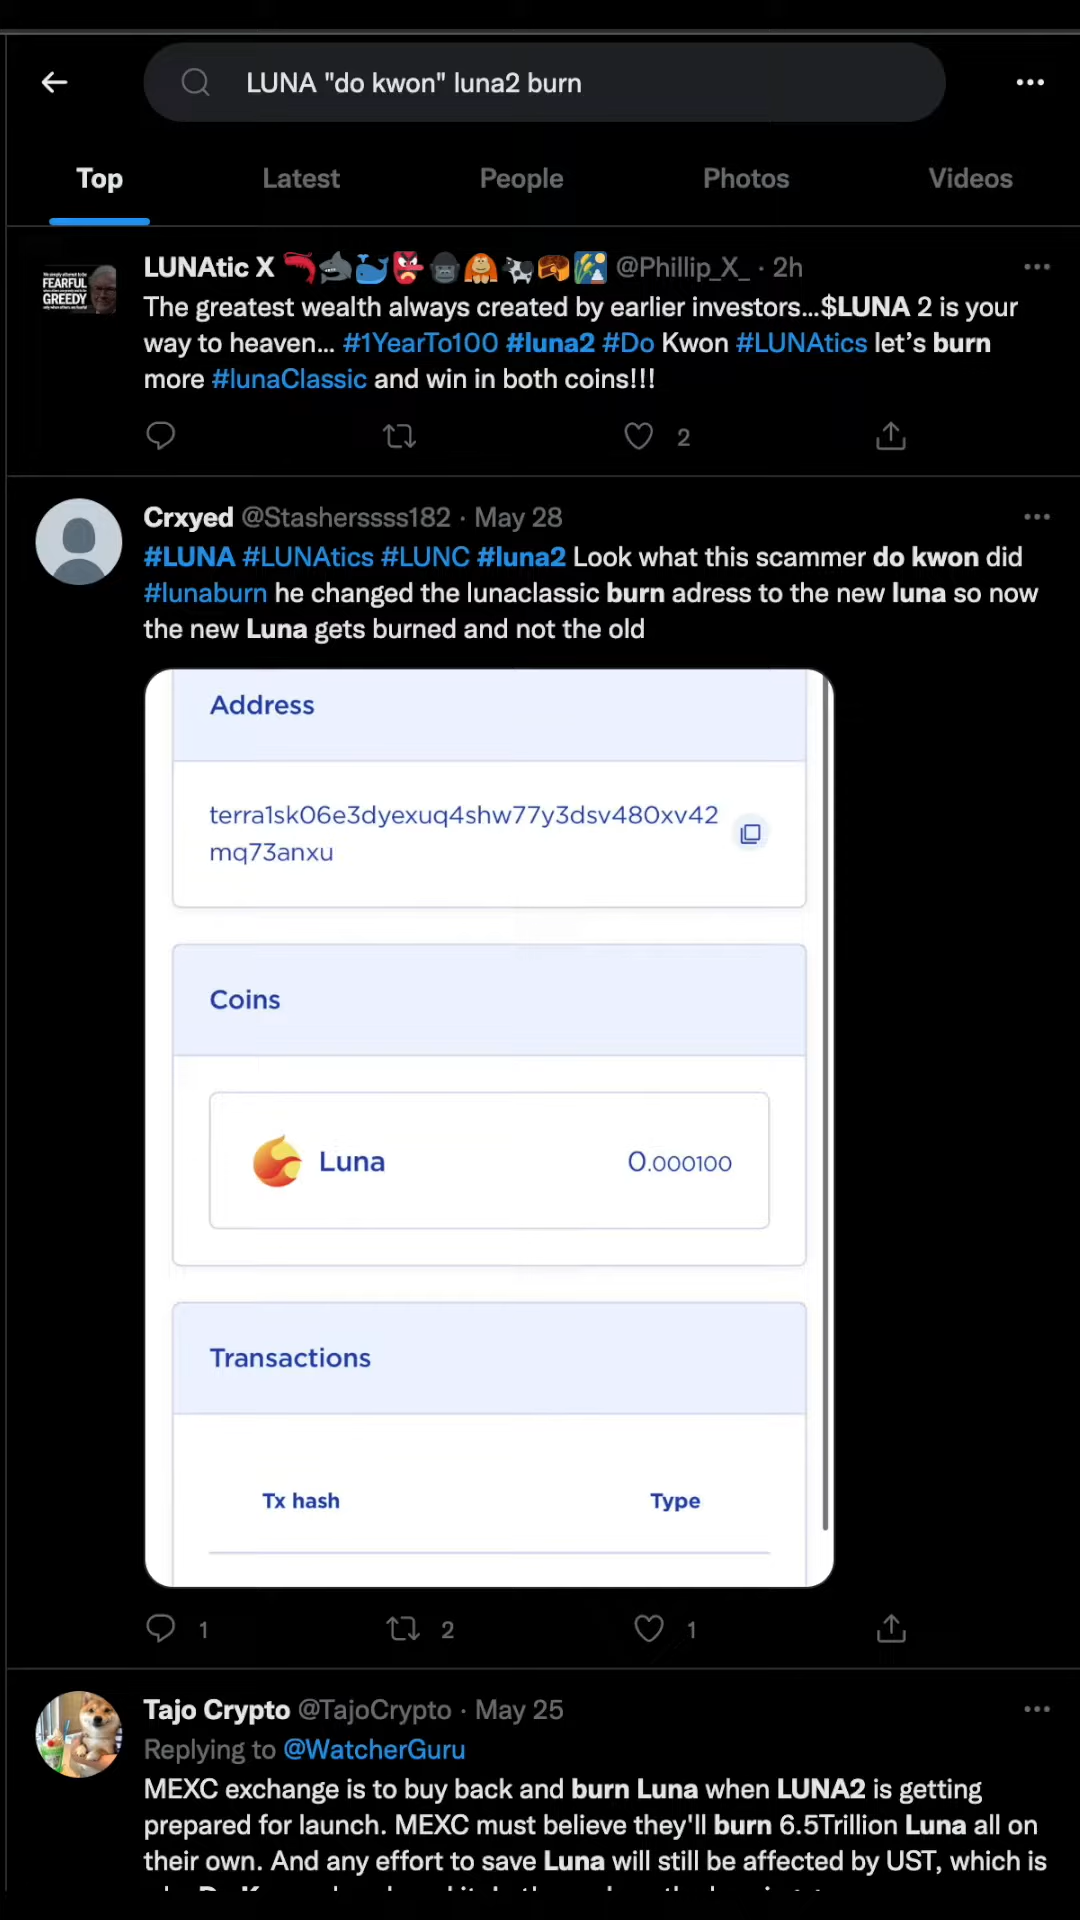 LUNA "do kwon" luna2 burn
Top Latest People Photos Videos
FEARFUL
GREEDY
LUNAtic X 🦐🦈🐳👺🦍🦧🐄🧀🎑 @Phillip_X_ · 2h
The greatest wealth always created by earlier investors...$LUNA 2 is your
way to heaven... #1YearTo100 #luna2 #Do Kwon #LUNAtics let’s burn
more #lunaClassic and win in both coins!!!
2
Crxyed @Stasherssss182 · May 28
#LUNA #LUNAtics #LUNC #luna2 Look what this scammer do kwon did
#lunaburn he changed the lunaclassic burn adress to the new luna so now
the new Luna gets burned and not the old
Address
terra1sk06e3dyexuq4shw77y3dsv480xv42
mq73anxu
Coins
Luna 0.000100
Transactions
Tx hash Type
1 2 1
Tajo Crypto @TajoCrypto · May 25
Replying to @WatcherGuru
MEXC exchange is to buy back and burn Luna when LUNA2 is getting
prepared for launch. MEXC must believe they'll burn 6.5Trillion Luna all on
their own. And any effort to save Luna will still be affected by UST, which is